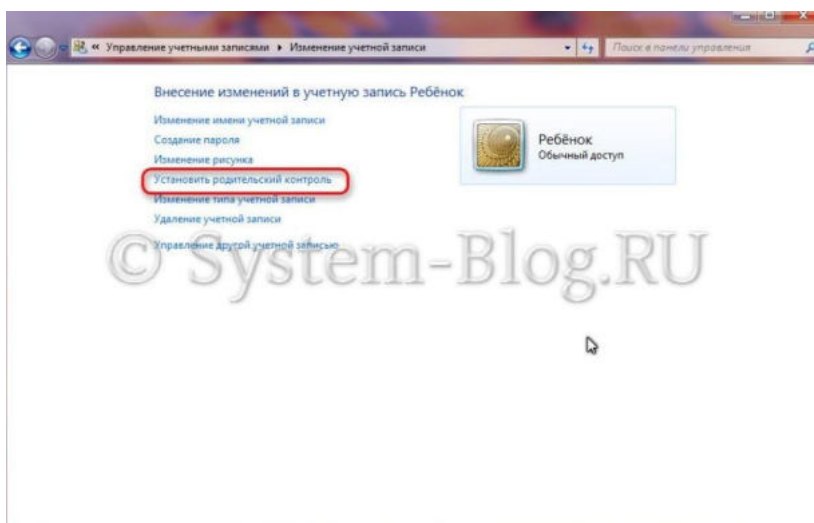 « Управление учетными записями ▸ Изменение учетной записи
Поиск в панели управления
Внесение изменений в учетную запись Ребёнок
Изменение имени учетной записи
Создание пароля
Изменение рисунка
Установить родительский контроль
Изменение типа учетной записи
Удаление учетной записи
Управление другой учетной записью
Ребёнок
Обычный доступ
© System-Blog.RU